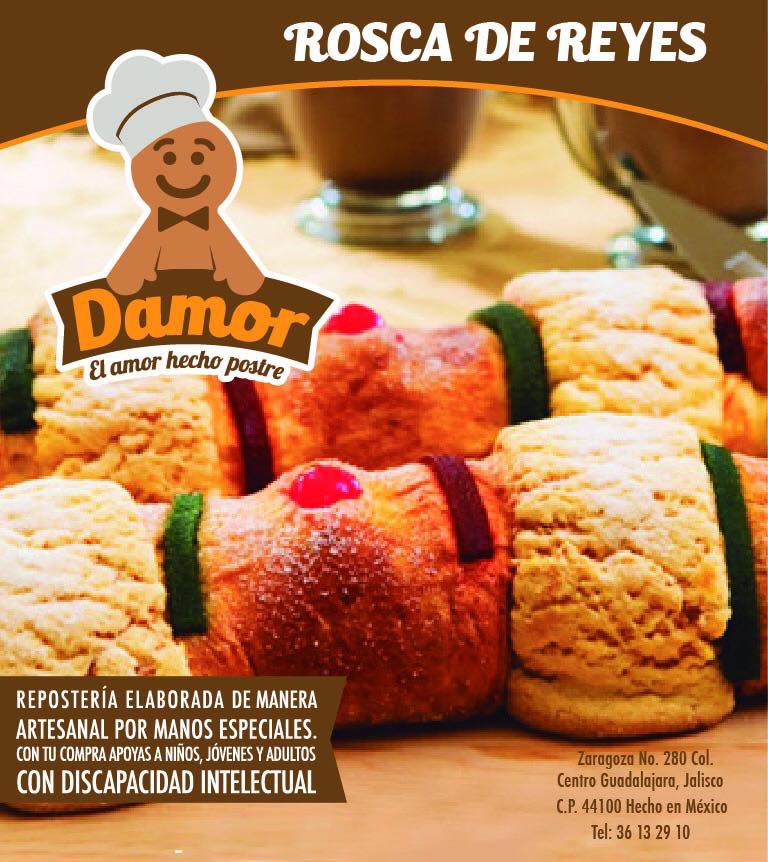 ROSCA DE REYES
Damor
El amor hecho postre
REPOSTERÍA ELABORADA DE MANERA
ARTESANAL POR MANOS ESPECIALES.
CON TU COMPRA APOYAS A NIÑOS, JÓVENES Y ADULTOS
CON DISCAPACIDAD INTELECTUAL
Zaragoza No. 280 Col.
Centro Guadalajara, Jalisco
C.P. 44100 Hecho en México
Tel: 36 13 29 10